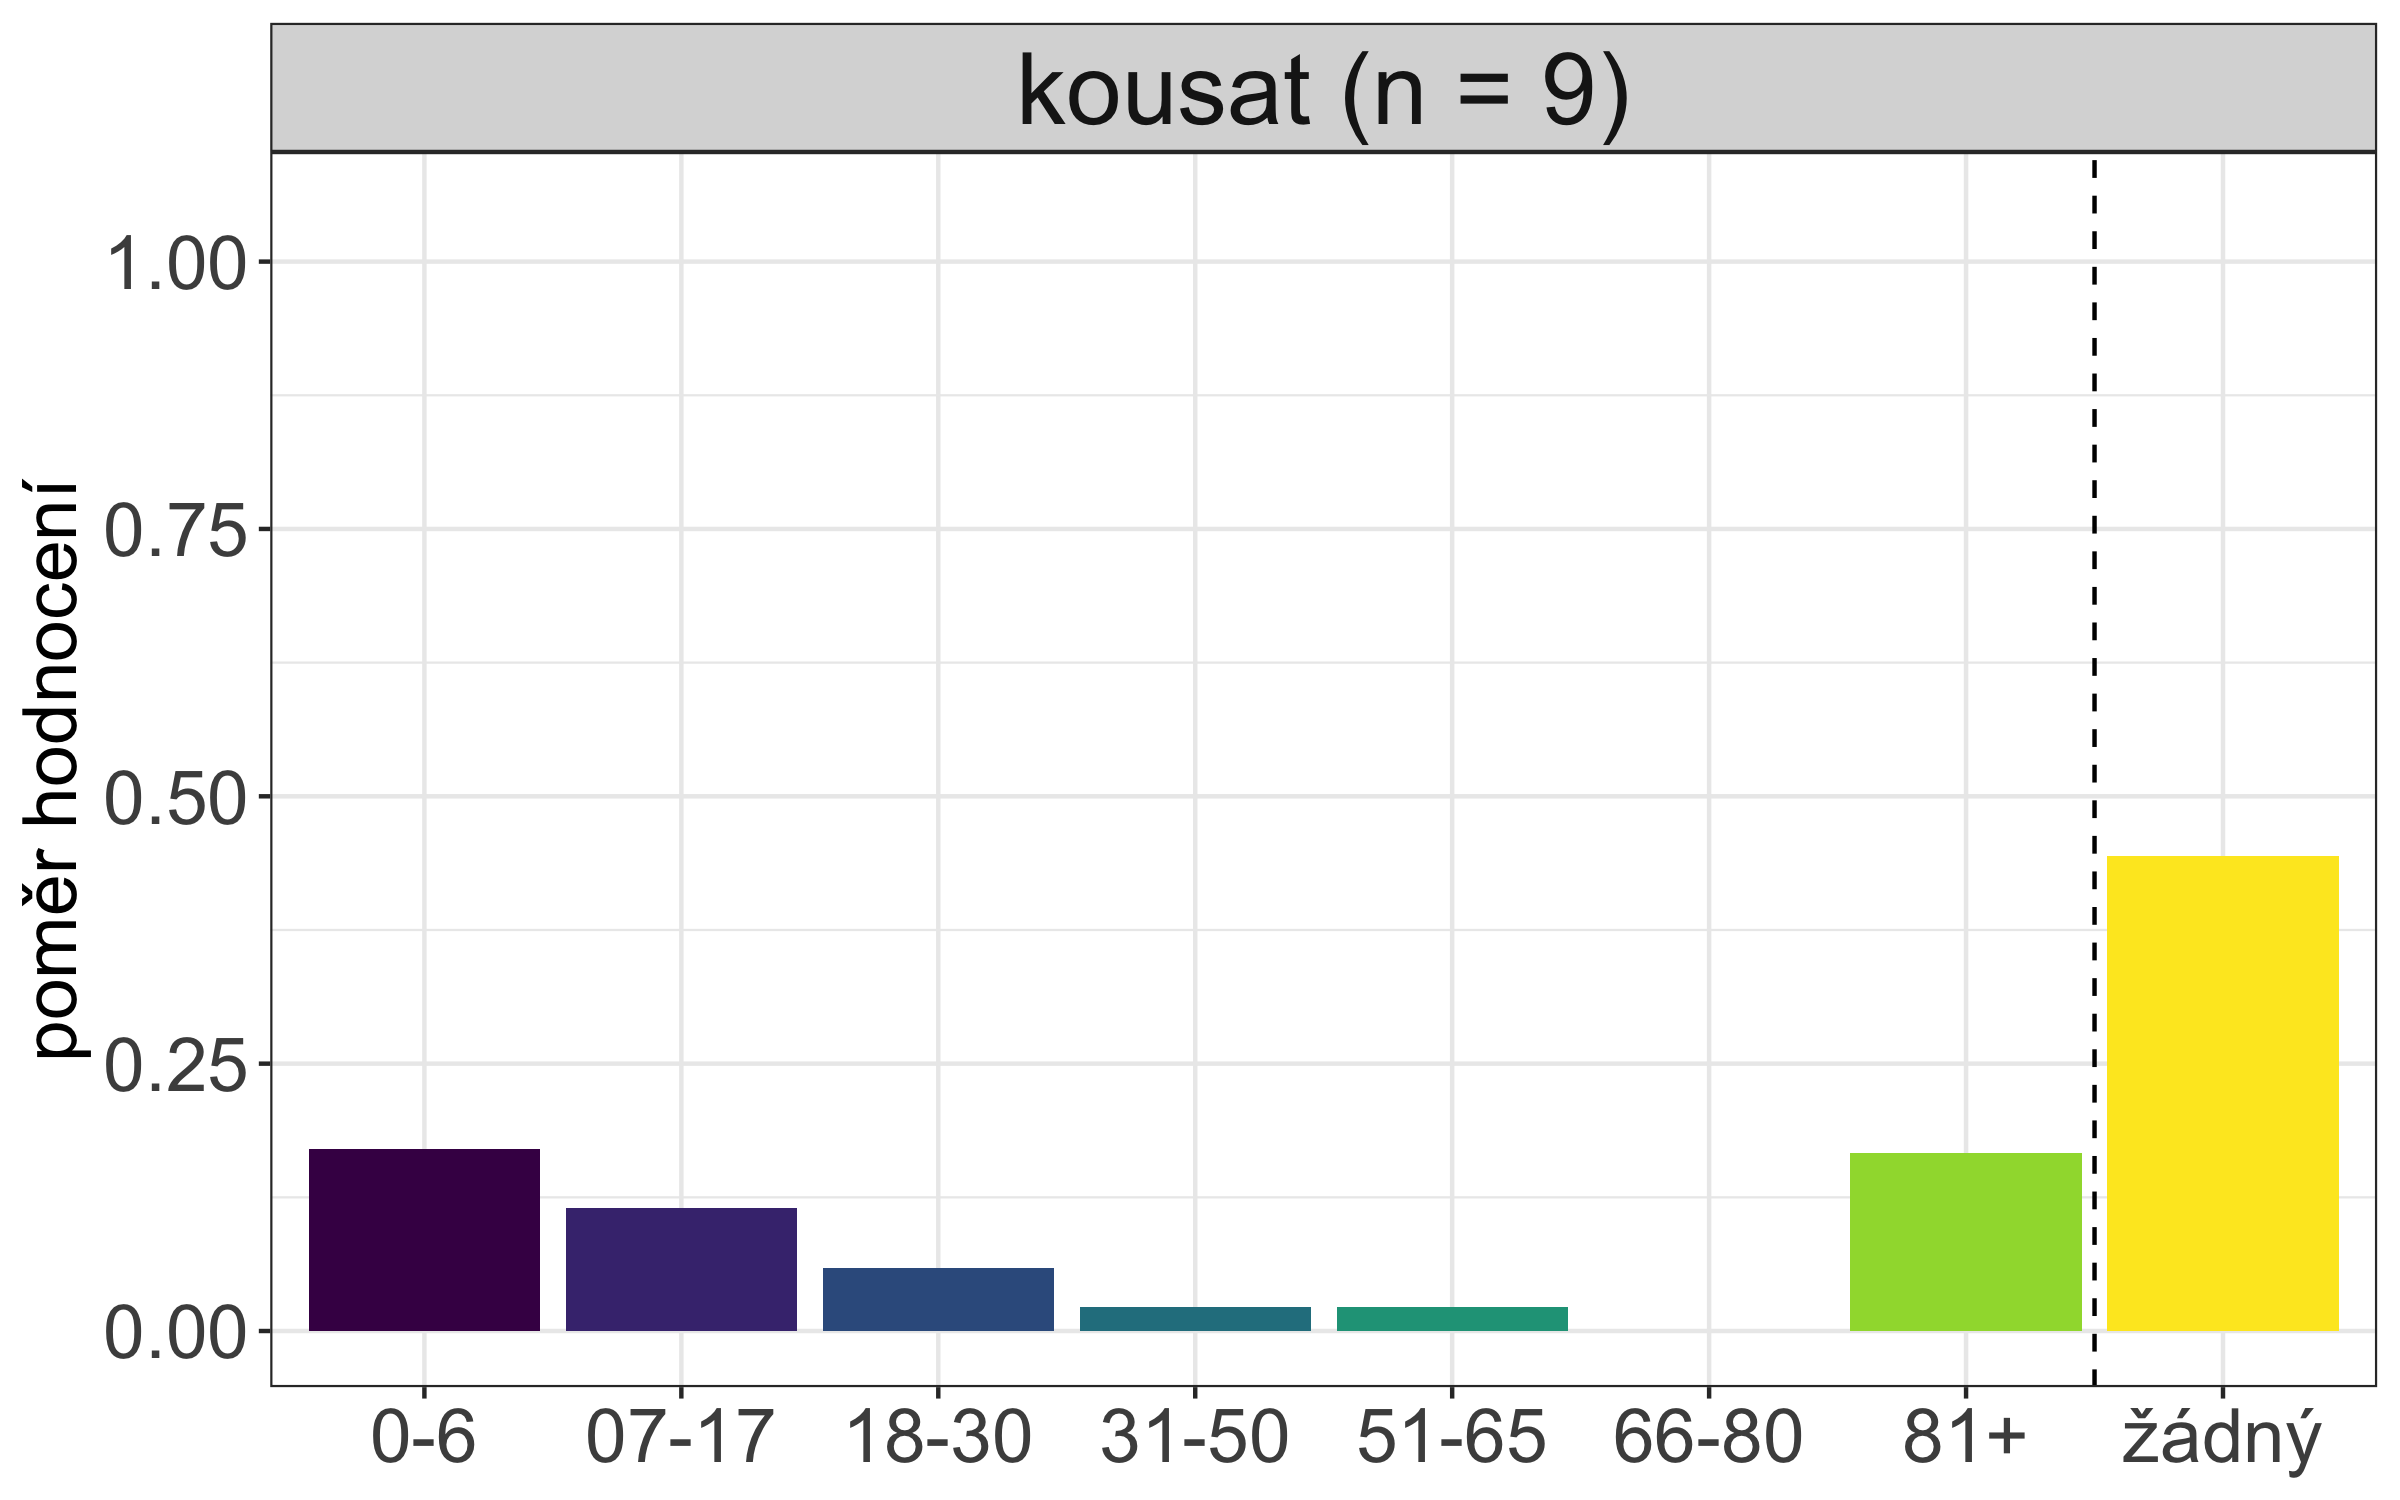 kousat (n = 9)
poměr hodnocení
1.00
0.75
0.50
0.25
0.00
0-6 07-17 18-30 31-50 51-65 66-80 81+ žádný